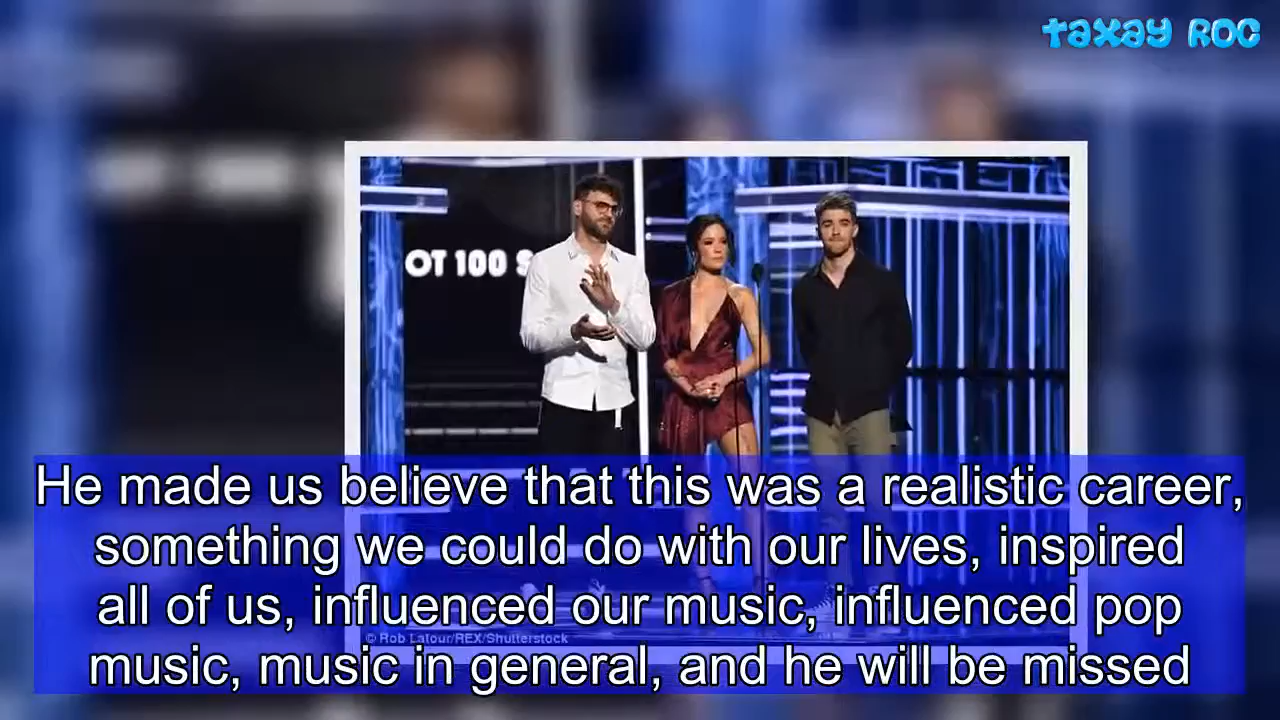 TAXAY ROC
OT 100 S
He made us believe that this was a realistic career,
something we could do with our lives, inspired
all of us, influenced our music, influenced pop
© Rob Latour/REX/Shutterstock
music, music in general, and he will be missed